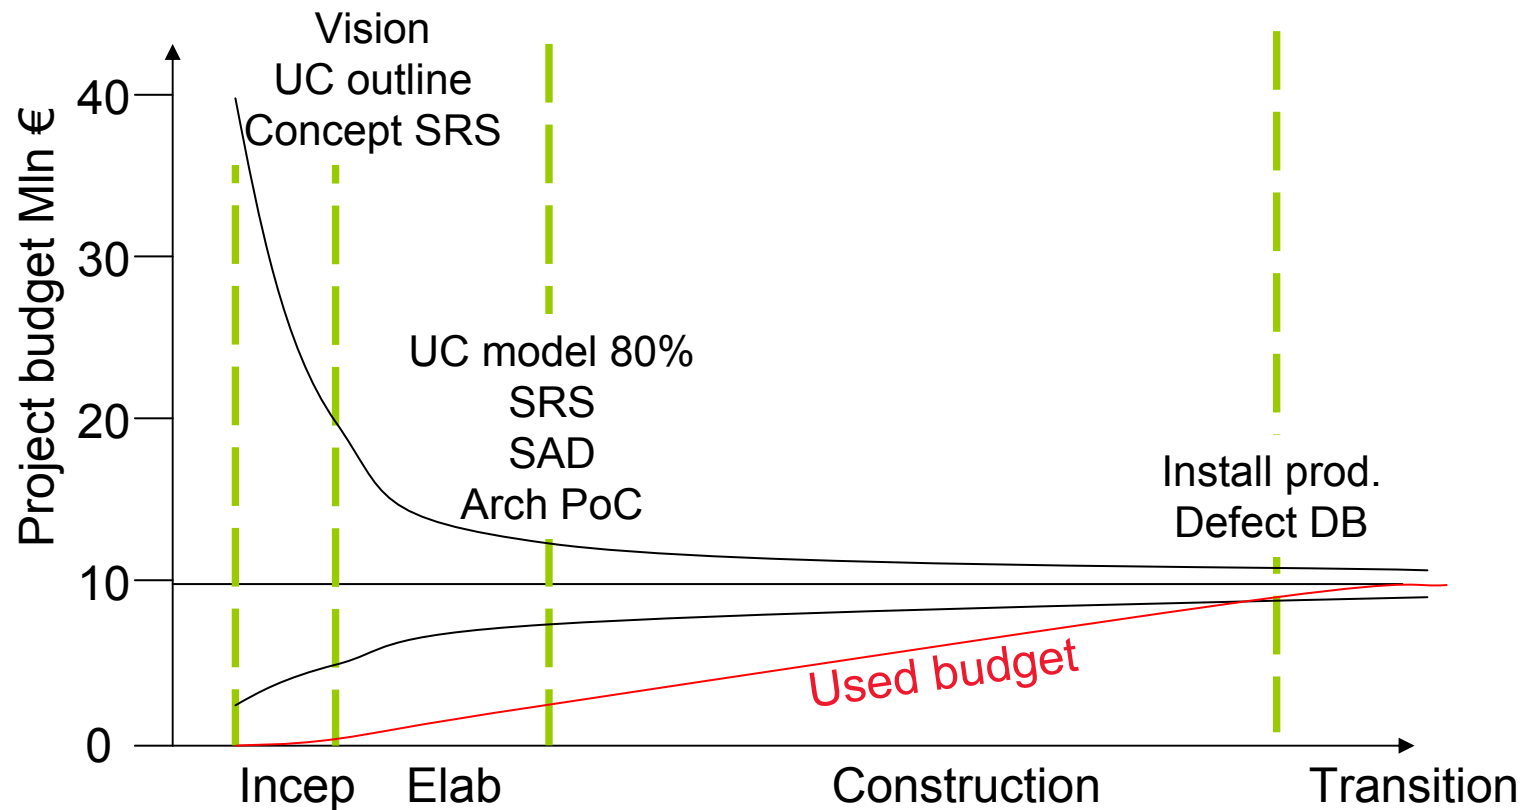 Vision
UC outline
Concept SRS
Project budget Mln €
40
30
20
10
0
UC model 80%
SRS
SAD
Arch PoC
Install prod.
Defect DB
Used budget
Incep
Elab
Construction
Transition